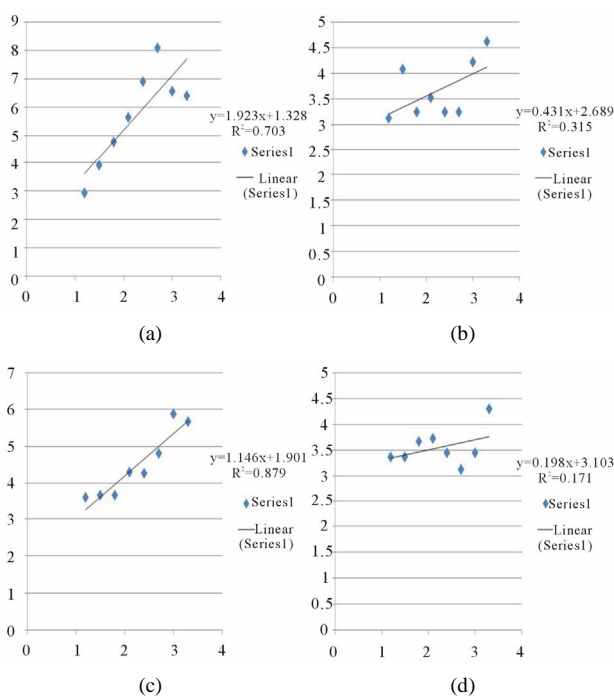 9
8
7
6
5
4
3
2
1
0
0 1 2 3 4
y=1.923x+1.328
R²=0.703
Series1
Linear
(Series1)
(a)
5
4.5
4
3.5
3
2.5
2
1.5
1
0.5
0
0 1 2 3 4
y=0.431x+2.689
R²=0.315
Series1
Linear
(Series1)
(b)
7
6
5
4
3
2
1
0
0 1 2 3 4
y=1.146x+1.901
R²=0.879
Series1
Linear
(Series1)
(c)
5
4.5
4
3.5
3
2.5
2
1.5
1
0.5
0
0 1 2 3 4
y=0.198x+3.103
R²=0.171
Series1
Linear
(Series1)
(d)